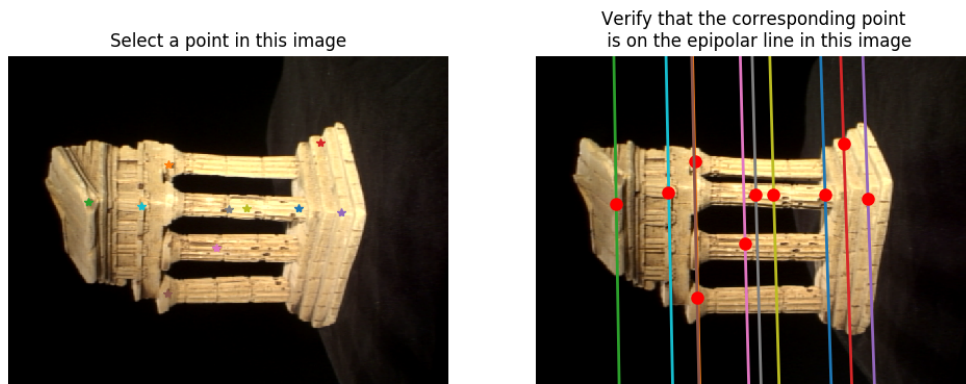 Select a point in this image
Verify that the corresponding point
is on the epipolar line in this image